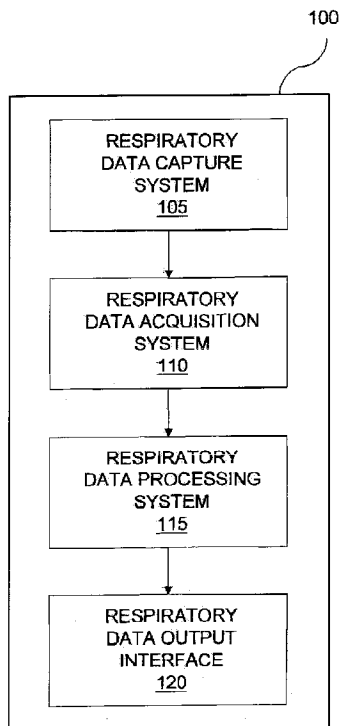 100
RESPIRATORY
DATA CAPTURE
SYSTEM
105
RESPIRATORY
DATA ACQUISITION
SYSTEM
110
RESPIRATORY
DATA PROCESSING
SYSTEM
115
RESPIRATORY
DATA OUTPUT
INTERFACE
120